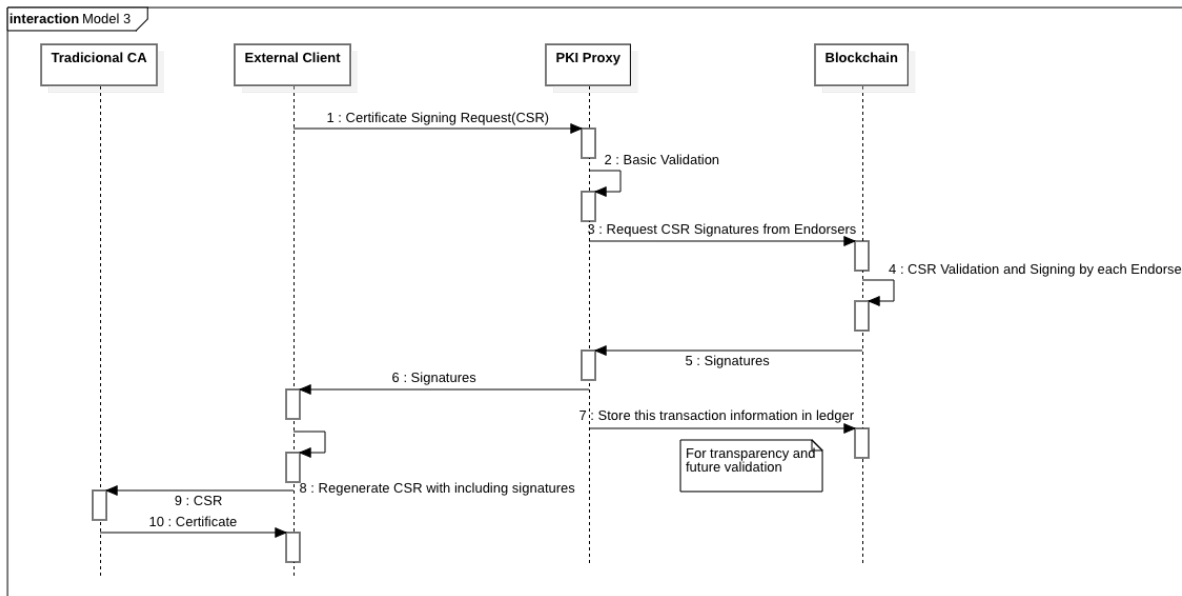 interaction Model 3
Tradicional CA
External Client
PKI Proxy
Blockchain
1 : Certificate Signing Request(CSR)
2 : Basic Validation
3 : Request CSR Signatures from Endorsers
4 : CSR Validation and Signing by each Endorse
5 : Signatures
6 : Signatures
7 : Store this transaction information in ledger
For transparency and
future validation
8 : Regenerate CSR with including signatures
9 : CSR
10 : Certificate